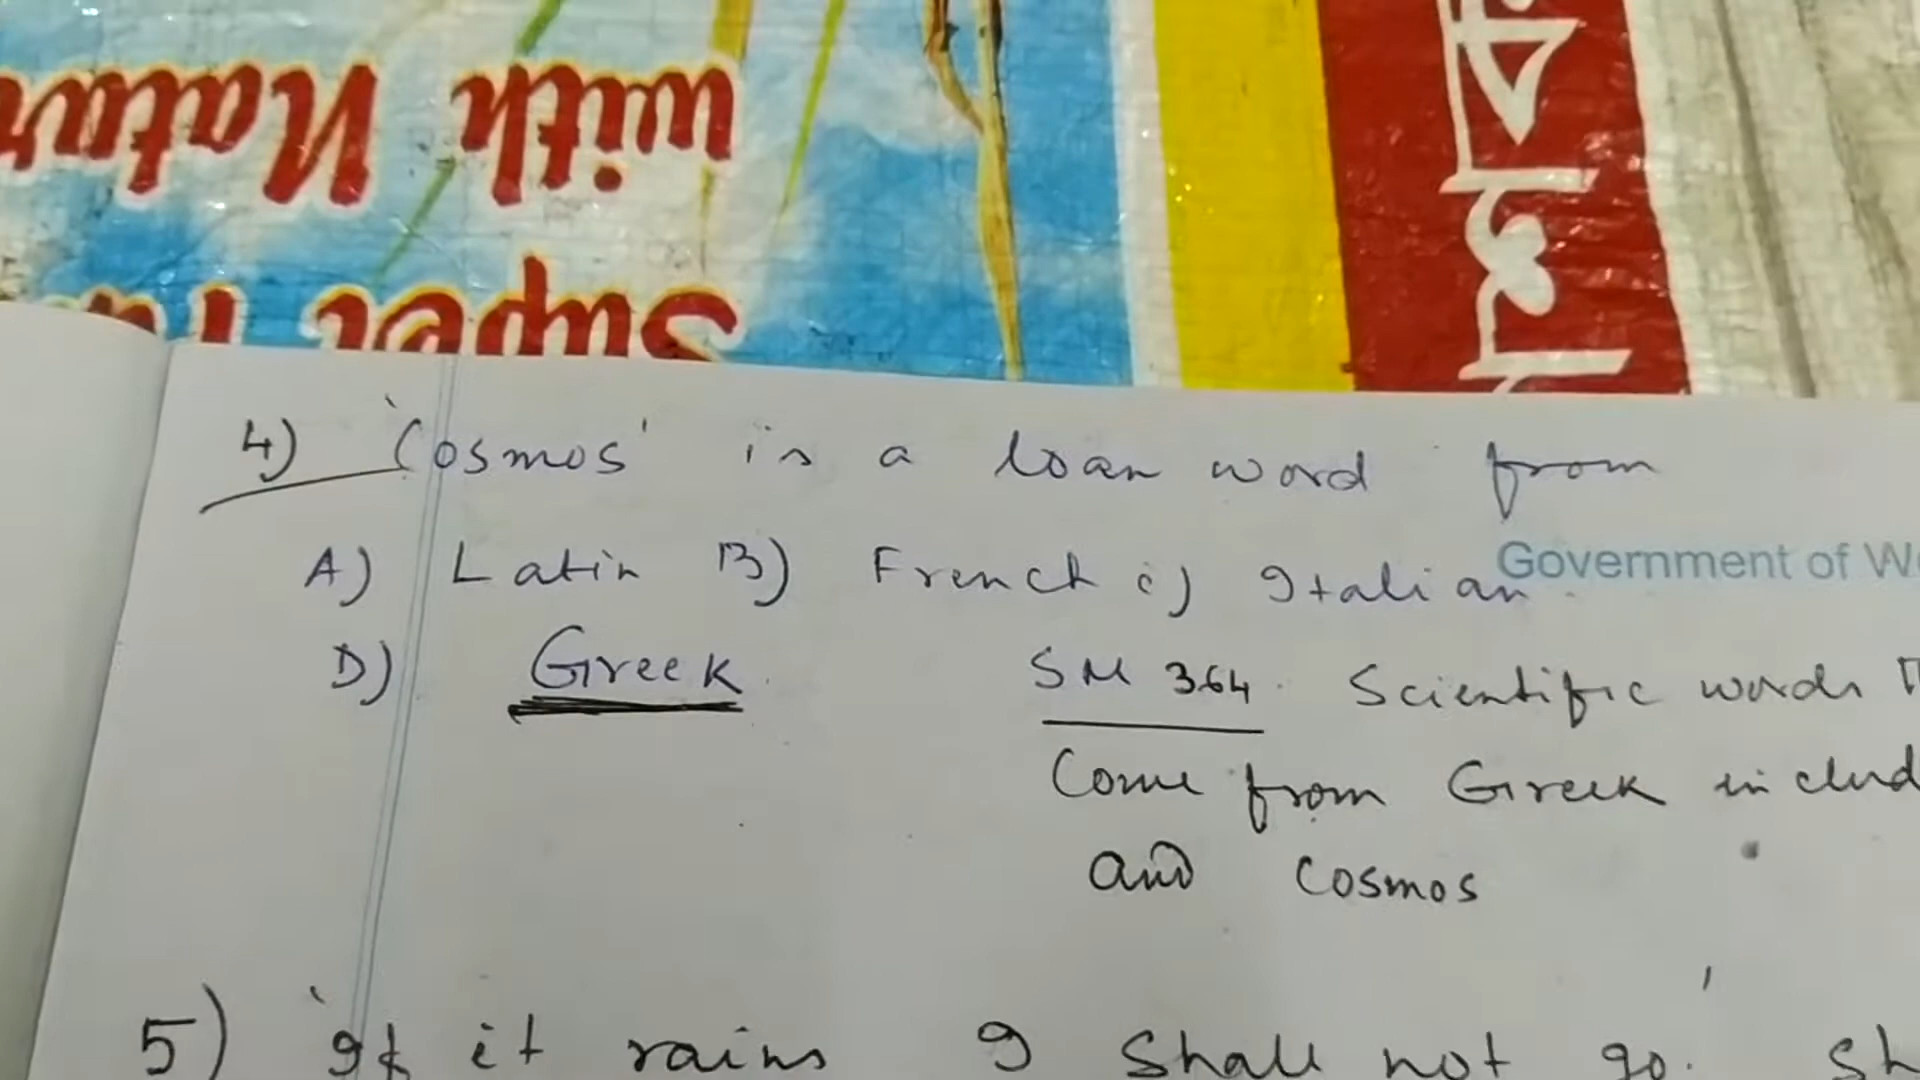 with Natur
Super
4) 'Cosmos' is a loan word from
A) Latin B) French c) Italian
Government of We
D) Greek
SM 364 Scientific words
Come from Greek includ
and Cosmos
5) 'If it rains I shall not go.' Sh